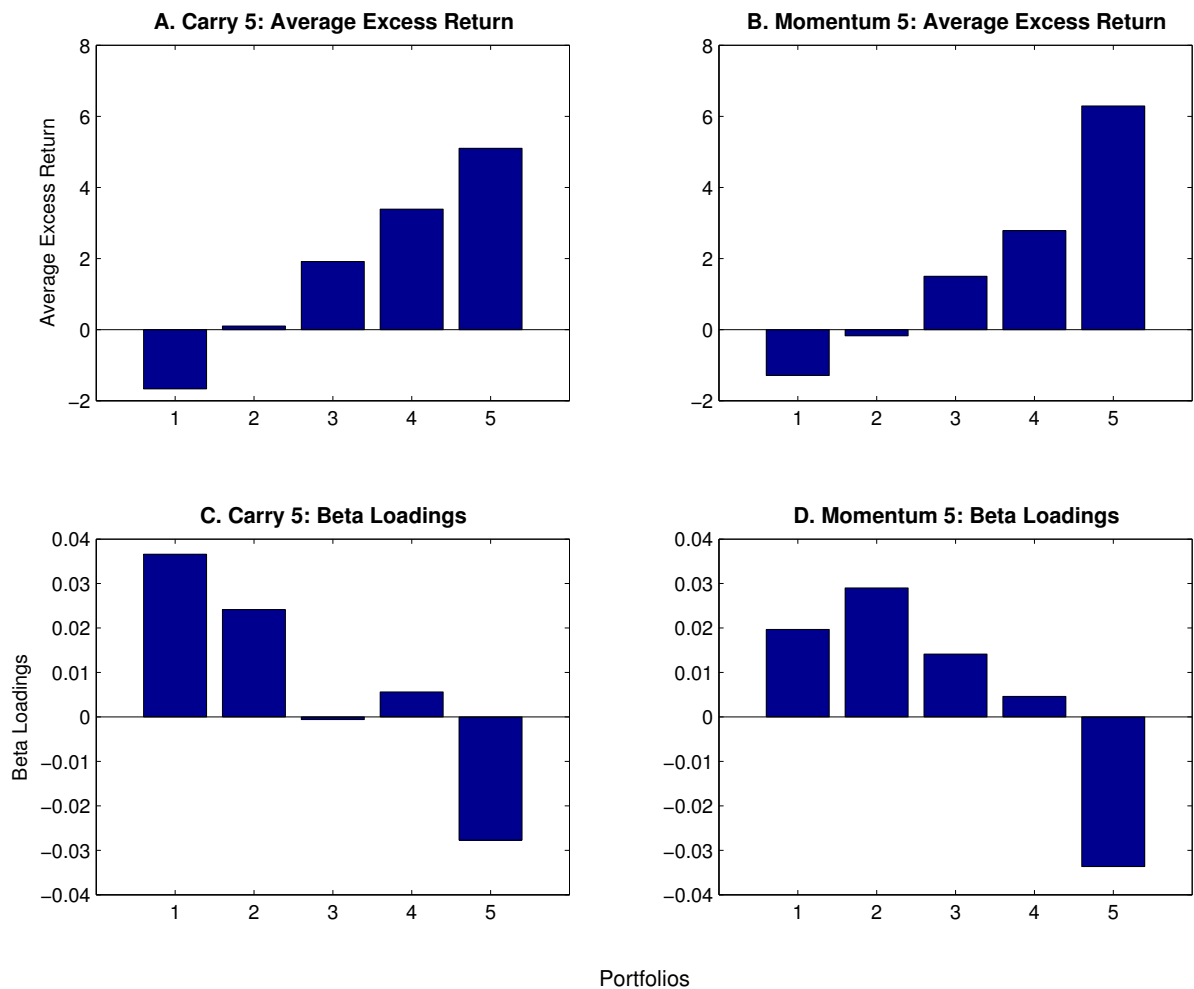 A. Carry 5: Average Excess Return
B. Momentum 5: Average Excess Return
Average Excess Return
8
6
4
2
0
−2
1 2 3 4 5
8
6
4
2
0
−2
1 2 3 4 5
C. Carry 5: Beta Loadings
D. Momentum 5: Beta Loadings
Beta Loadings
0.04
0.03
0.02
0.01
0
−0.01
−0.02
−0.03
−0.04
1 2 3 4 5
0.04
0.03
0.02
0.01
0
−0.01
−0.02
−0.03
−0.04
1 2 3 4 5
Portfolios